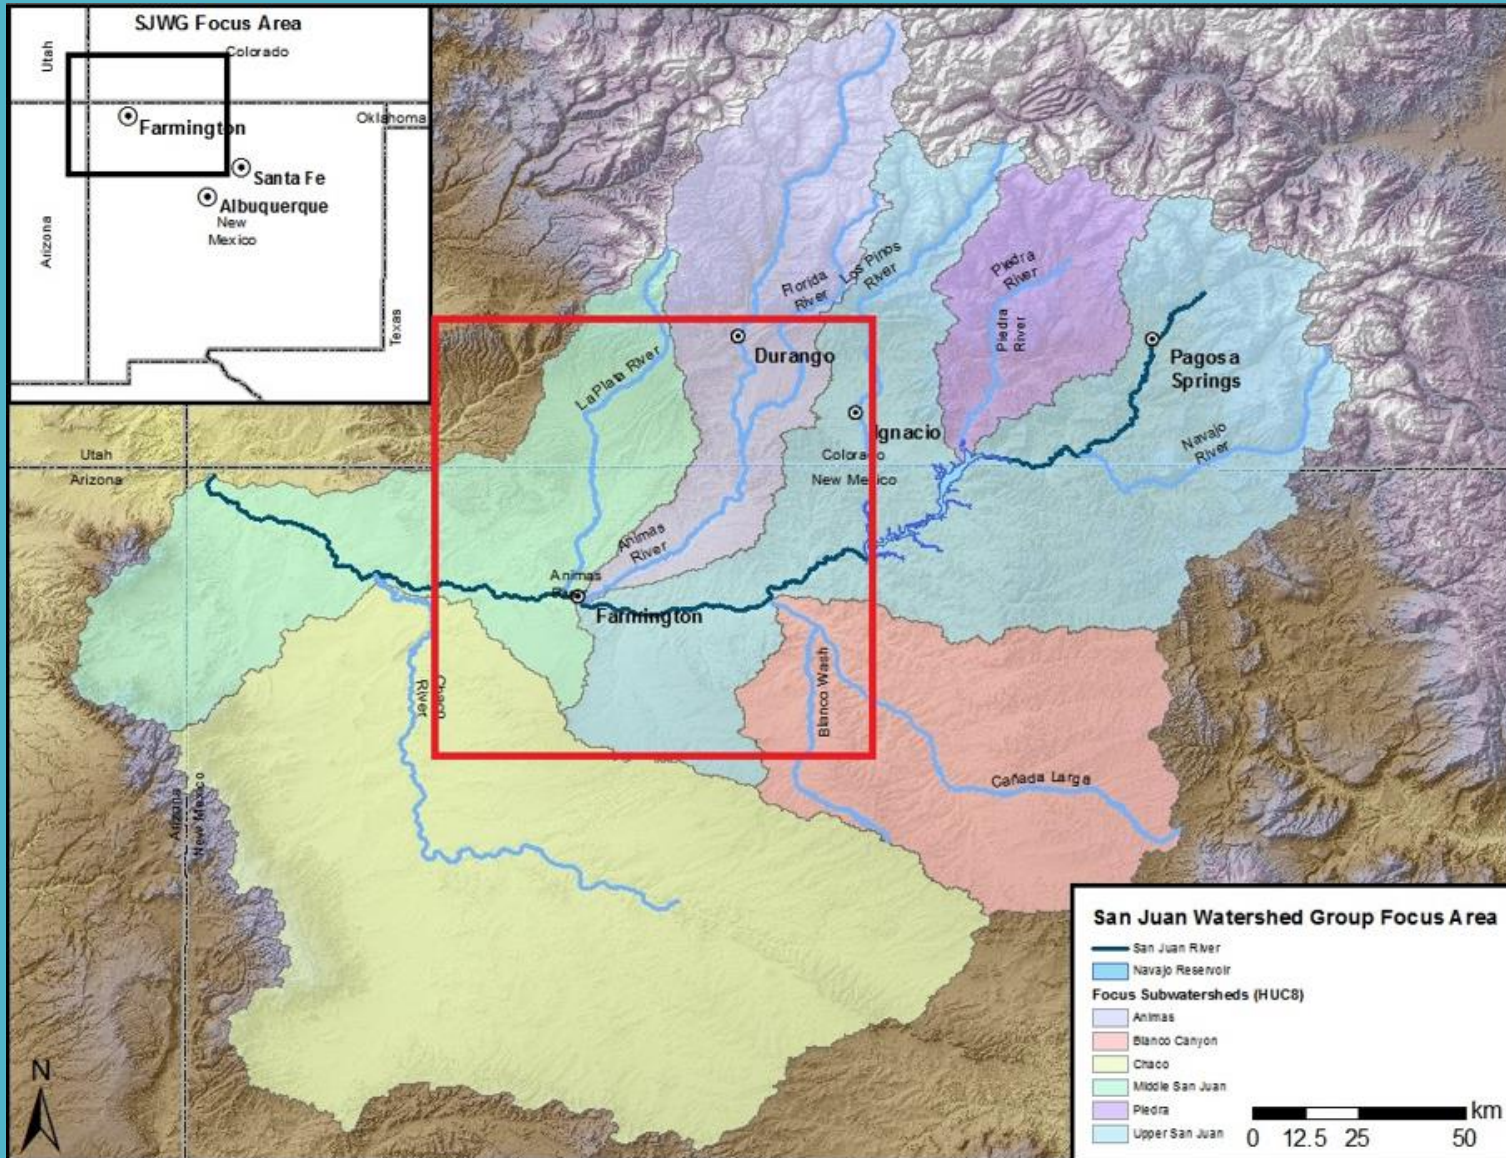 SJWG Focus Area
Utah
Colorado
Farmington
Oklahoma
Santa Fe
Albuquerque
New
Mexico
Arizona
Texas
Florida
River
Los Pinos
River
Piedra
River
Piedra
River
Durango
La Plata River
Pagosa
Springs
Ignacio
Navajo
River
Utah
Arizona
Colorado
New Mexico
Animas
River
Animas
Farmington
Chaco
River
Blanco Wash
Cañada Larga
Arizona
New Mexico
San Juan Watershed Group Focus Area
San Juan River
Navajo Reservoir
Focus Subwatersheds (HUC8)
Animas
Blanco Canyon
Chaco
Middle San Juan
Piedra
Upper San Juan
N
km
0 12.5 25 50